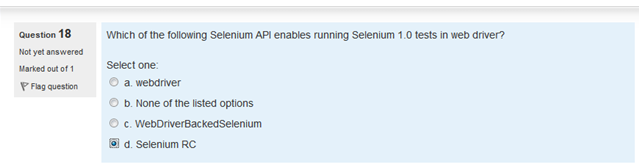 Question 18
Not yet answered
Marked out of 1
Flag question
Which of the following Selenium API enables running Selenium 1.0 tests in web driver?
Select one:
a. webdriver
b. None of the listed options
c. WebDriverBackedSelenium
d. Selenium RC